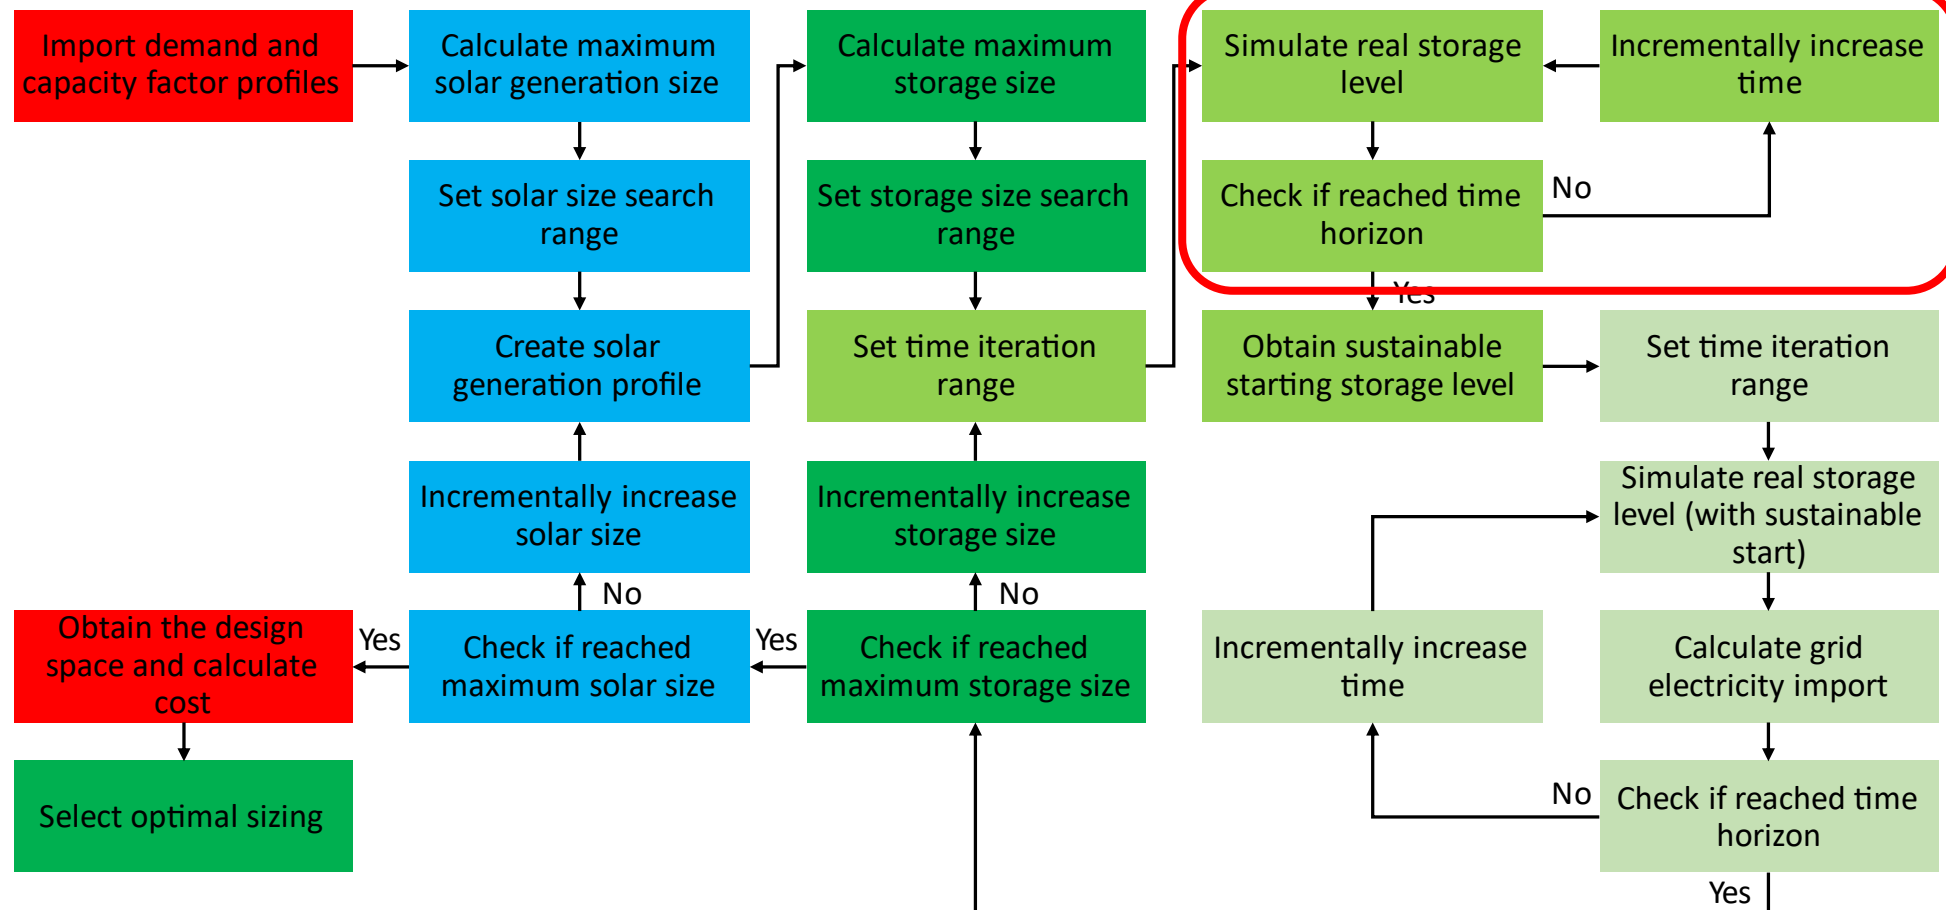 Import demand and
capacity factor profiles
Calculate maximum
solar generation size
Calculate maximum
storage size
Simulate real storage
level
Incrementally increase
time
Set solar size search
range
Set storage size search
range
Check if reached time
horizon
No
Yes
Create solar
generation profile
Set time iteration
range
Obtain sustainable
starting storage level
Set time iteration
range
Incrementally increase
solar size
Incrementally increase
storage size
Simulate real storage
level (with sustainable
start)
No
No
Obtain the design
space and calculate
cost
Yes
Check if reached
maximum solar size
Yes
Check if reached
maximum storage size
Incrementally increase
time
Calculate grid
electricity import
Select optimal sizing
No
Check if reached time
horizon
Yes